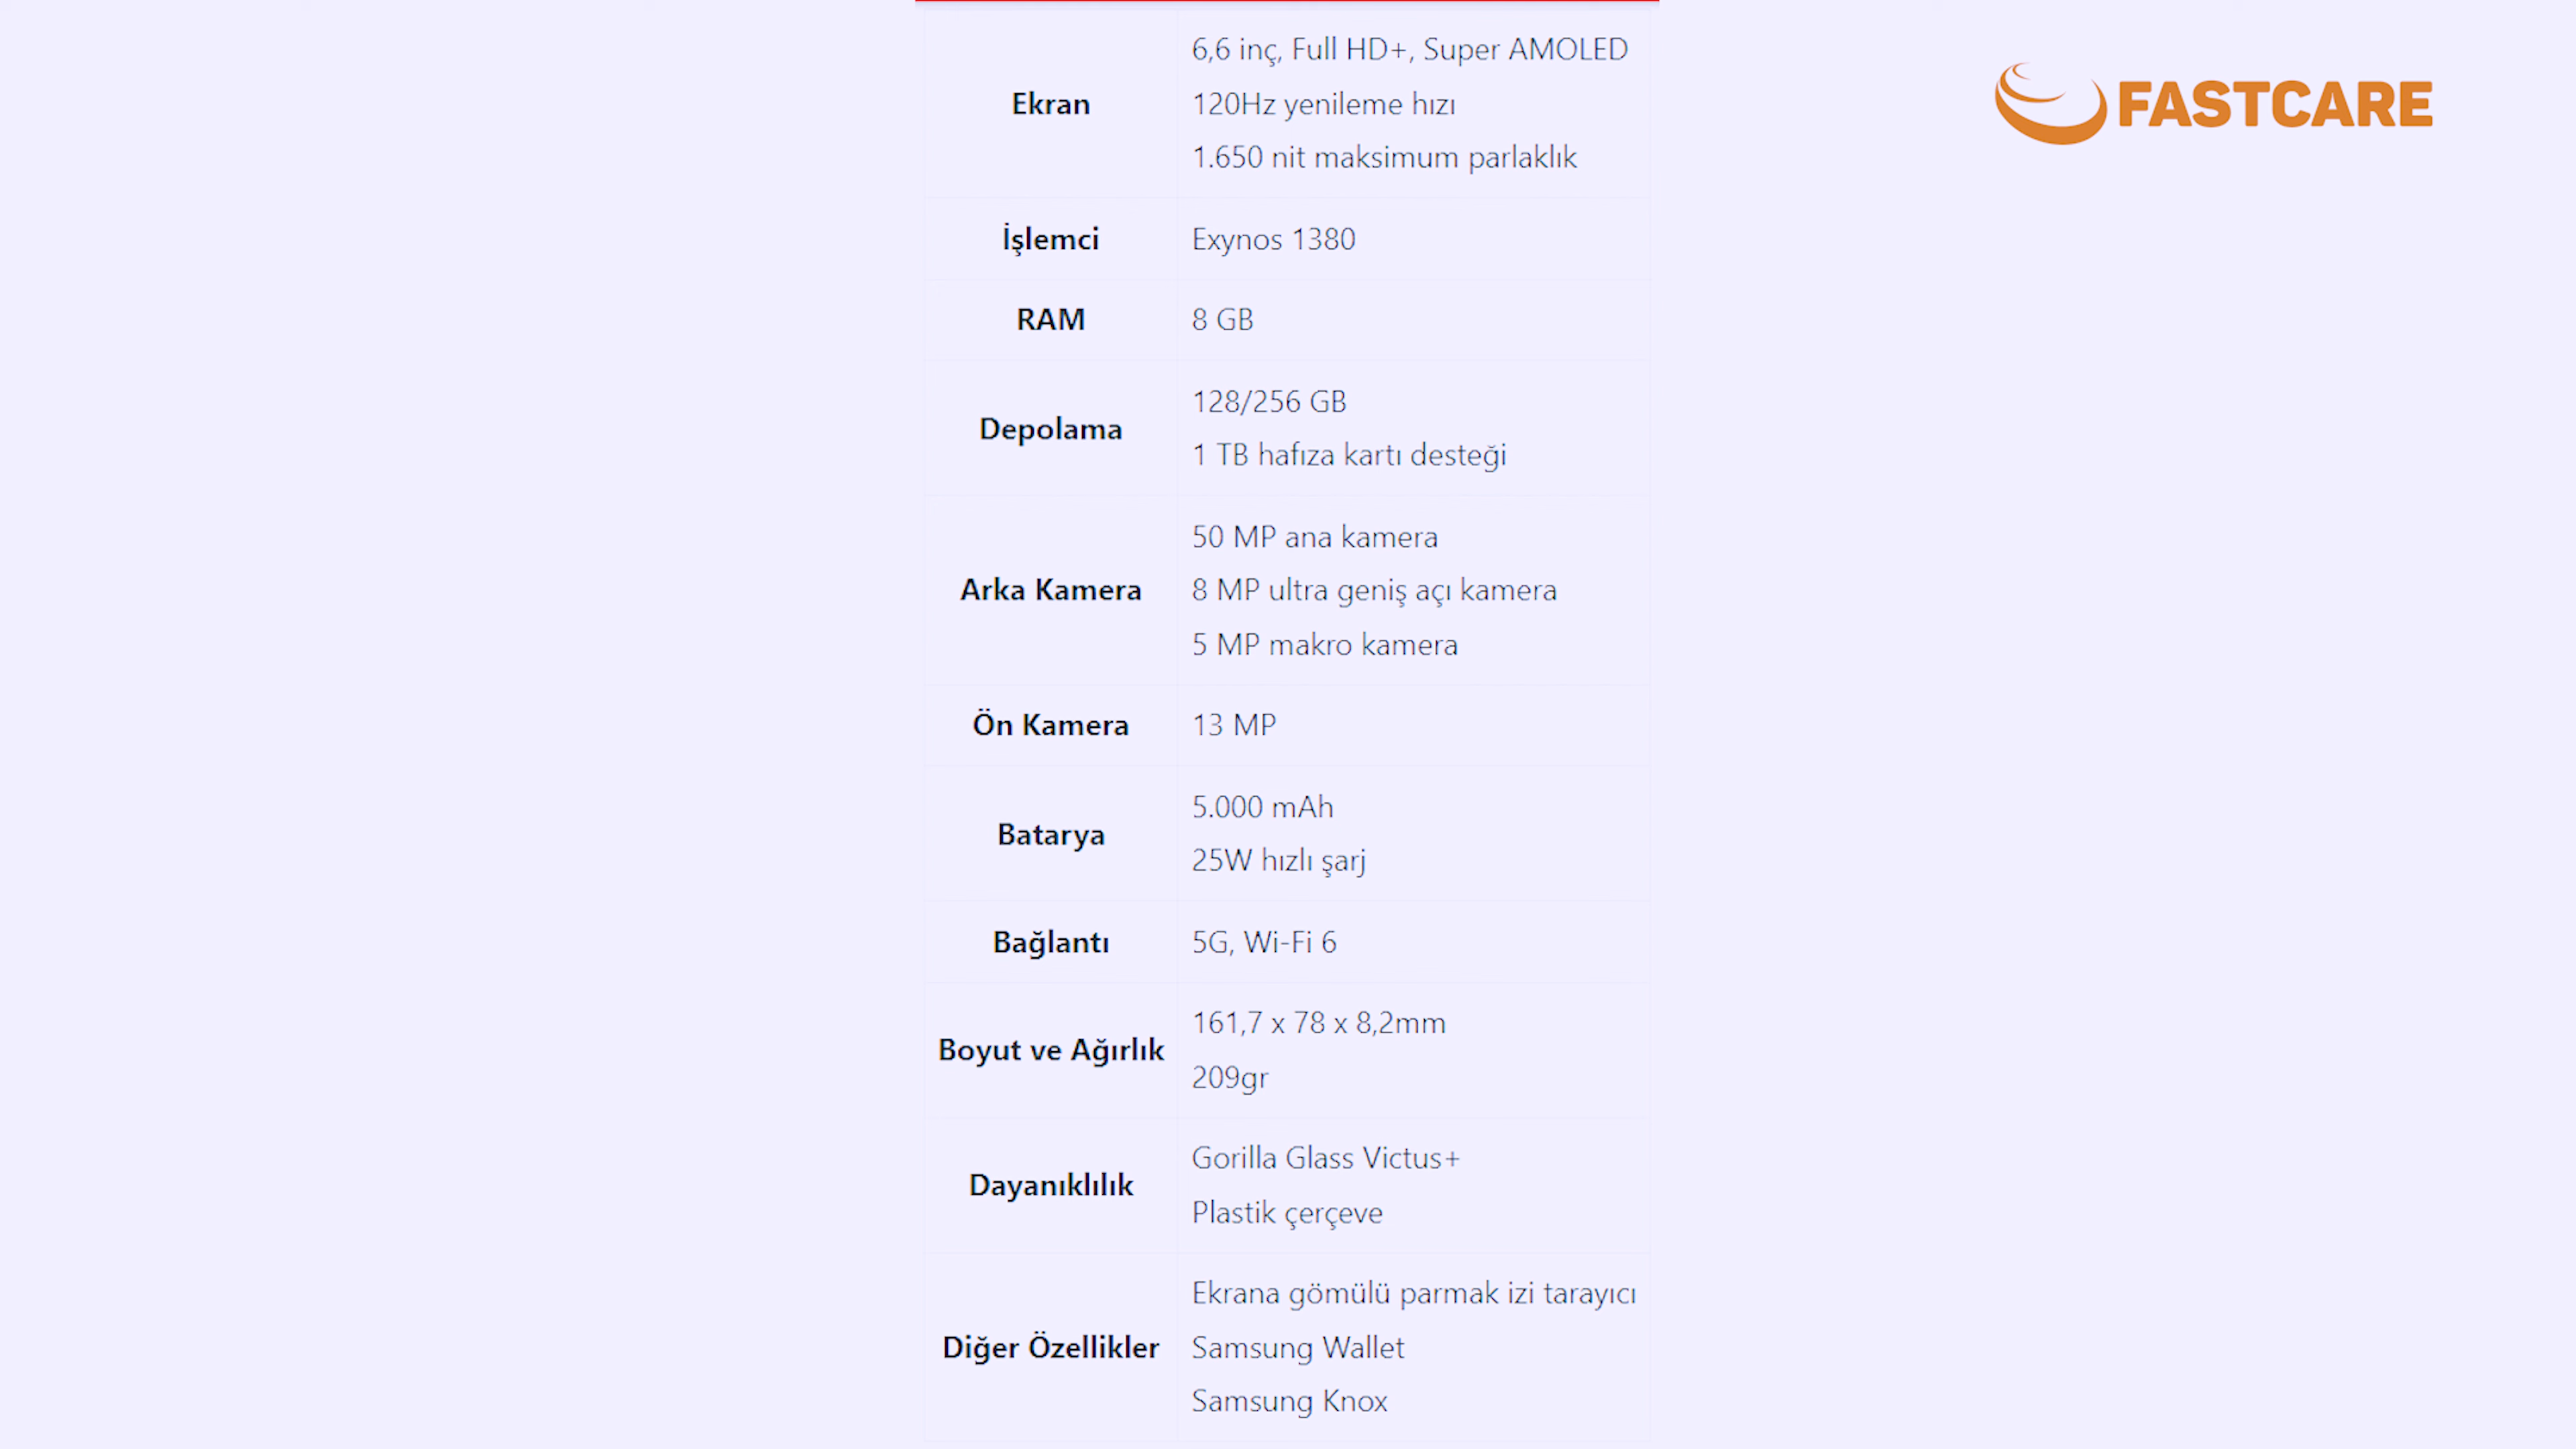 FASTCARE
Ekran
6,6 inç, Full HD+, Super AMOLED
120Hz yenileme hızı
1.650 nit maksimum parlaklık
İşlemci
Exynos 1380
RAM
8 GB
Depolama
128/256 GB
1 TB hafıza kartı desteği
Arka Kamera
50 MP ana kamera
8 MP ultra geniş açı kamera
5 MP makro kamera
Ön Kamera
13 MP
Batarya
5.000 mAh
25W hızlı şarj
Bağlantı
5G, Wi-Fi 6
Boyut ve Ağırlık
161,7 x 78 x 8,2mm
209gr
Dayanıklılık
Gorilla Glass Victus+
Plastik çerçeve
Diğer Özellikler
Ekrana gömülü parmak izi tarayıcı
Samsung Wallet
Samsung Knox